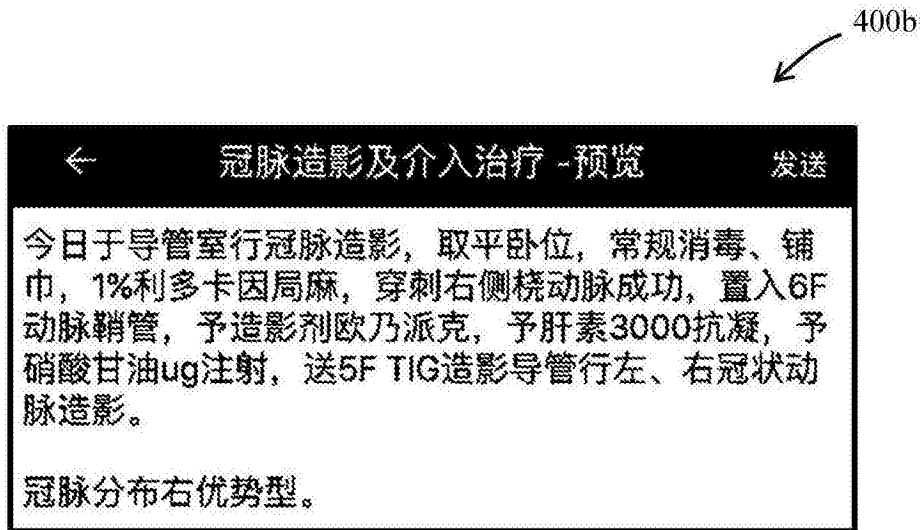 400b
← 冠脉造影及介入治疗 -预览 发送
今日于导管室行冠脉造影，取平卧位，常规消毒、铺
巾，1%利多卡因局麻，穿刺右侧桡动脉成功，置入6F
动脉鞘管，予造影剂欧乃派克，予肝素3000抗凝，予
硝酸甘油ug注射，送5F TIG造影导管行左、右冠状动
脉造影。
冠脉分布右优势型。